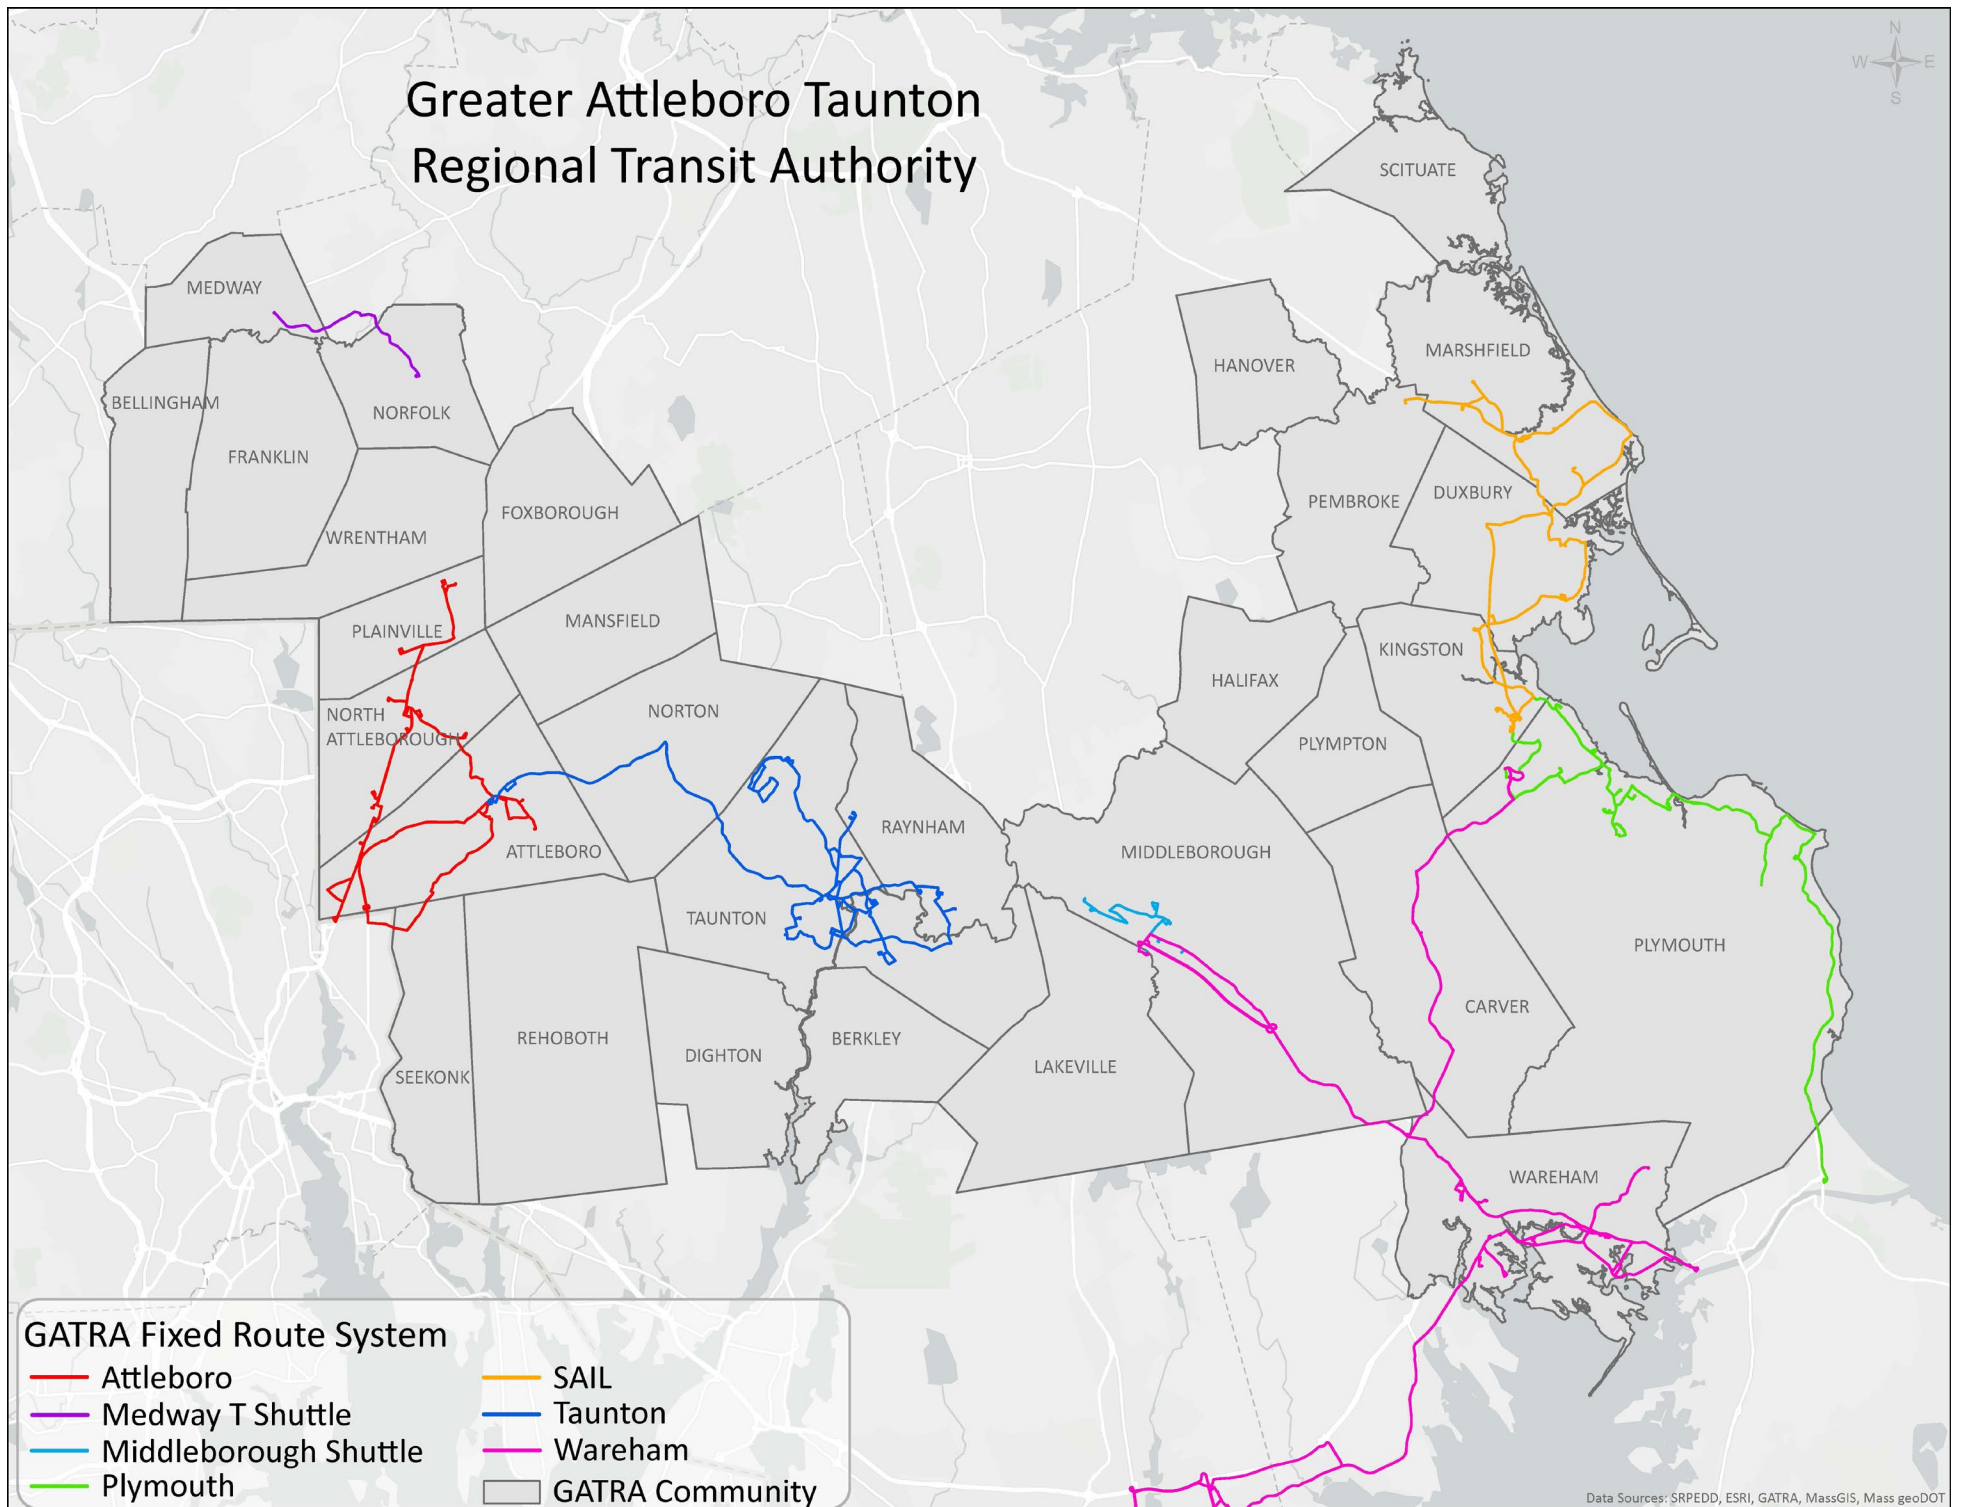 Greater Attleboro Taunton
Regional Transit Authority
N
W E
S
SCITUATE
MEDWAY
HANOVER
MARSHFIELD
BELLINGHAM
NORFOLK
FRANKLIN
DUXBURY
PEMBROKE
FOXBOROUGH
WRENTHAM
MANSFIELD
PLAINVILLE
KINGSTON
HALIFAX
NORTH
ATTLEBOROUGH
NORTON
PLYMPTON
RAYNHAM
ATTLEBORO
MIDDLEBOROUGH
TAUNTON
PLYMOUTH
CARVER
REHOBOTH
BERKLEY
DIGHTON
LAKEVILLE
SEEKONK
WAREHAM
GATRA Fixed Route System
Attleboro
Medway T Shuttle
Middleborough Shuttle
Plymouth
SAIL
Taunton
Wareham
GATRA Community
Data Sources: SRPEDD, ESRI, GATRA, MassGIS, Mass geoDOT